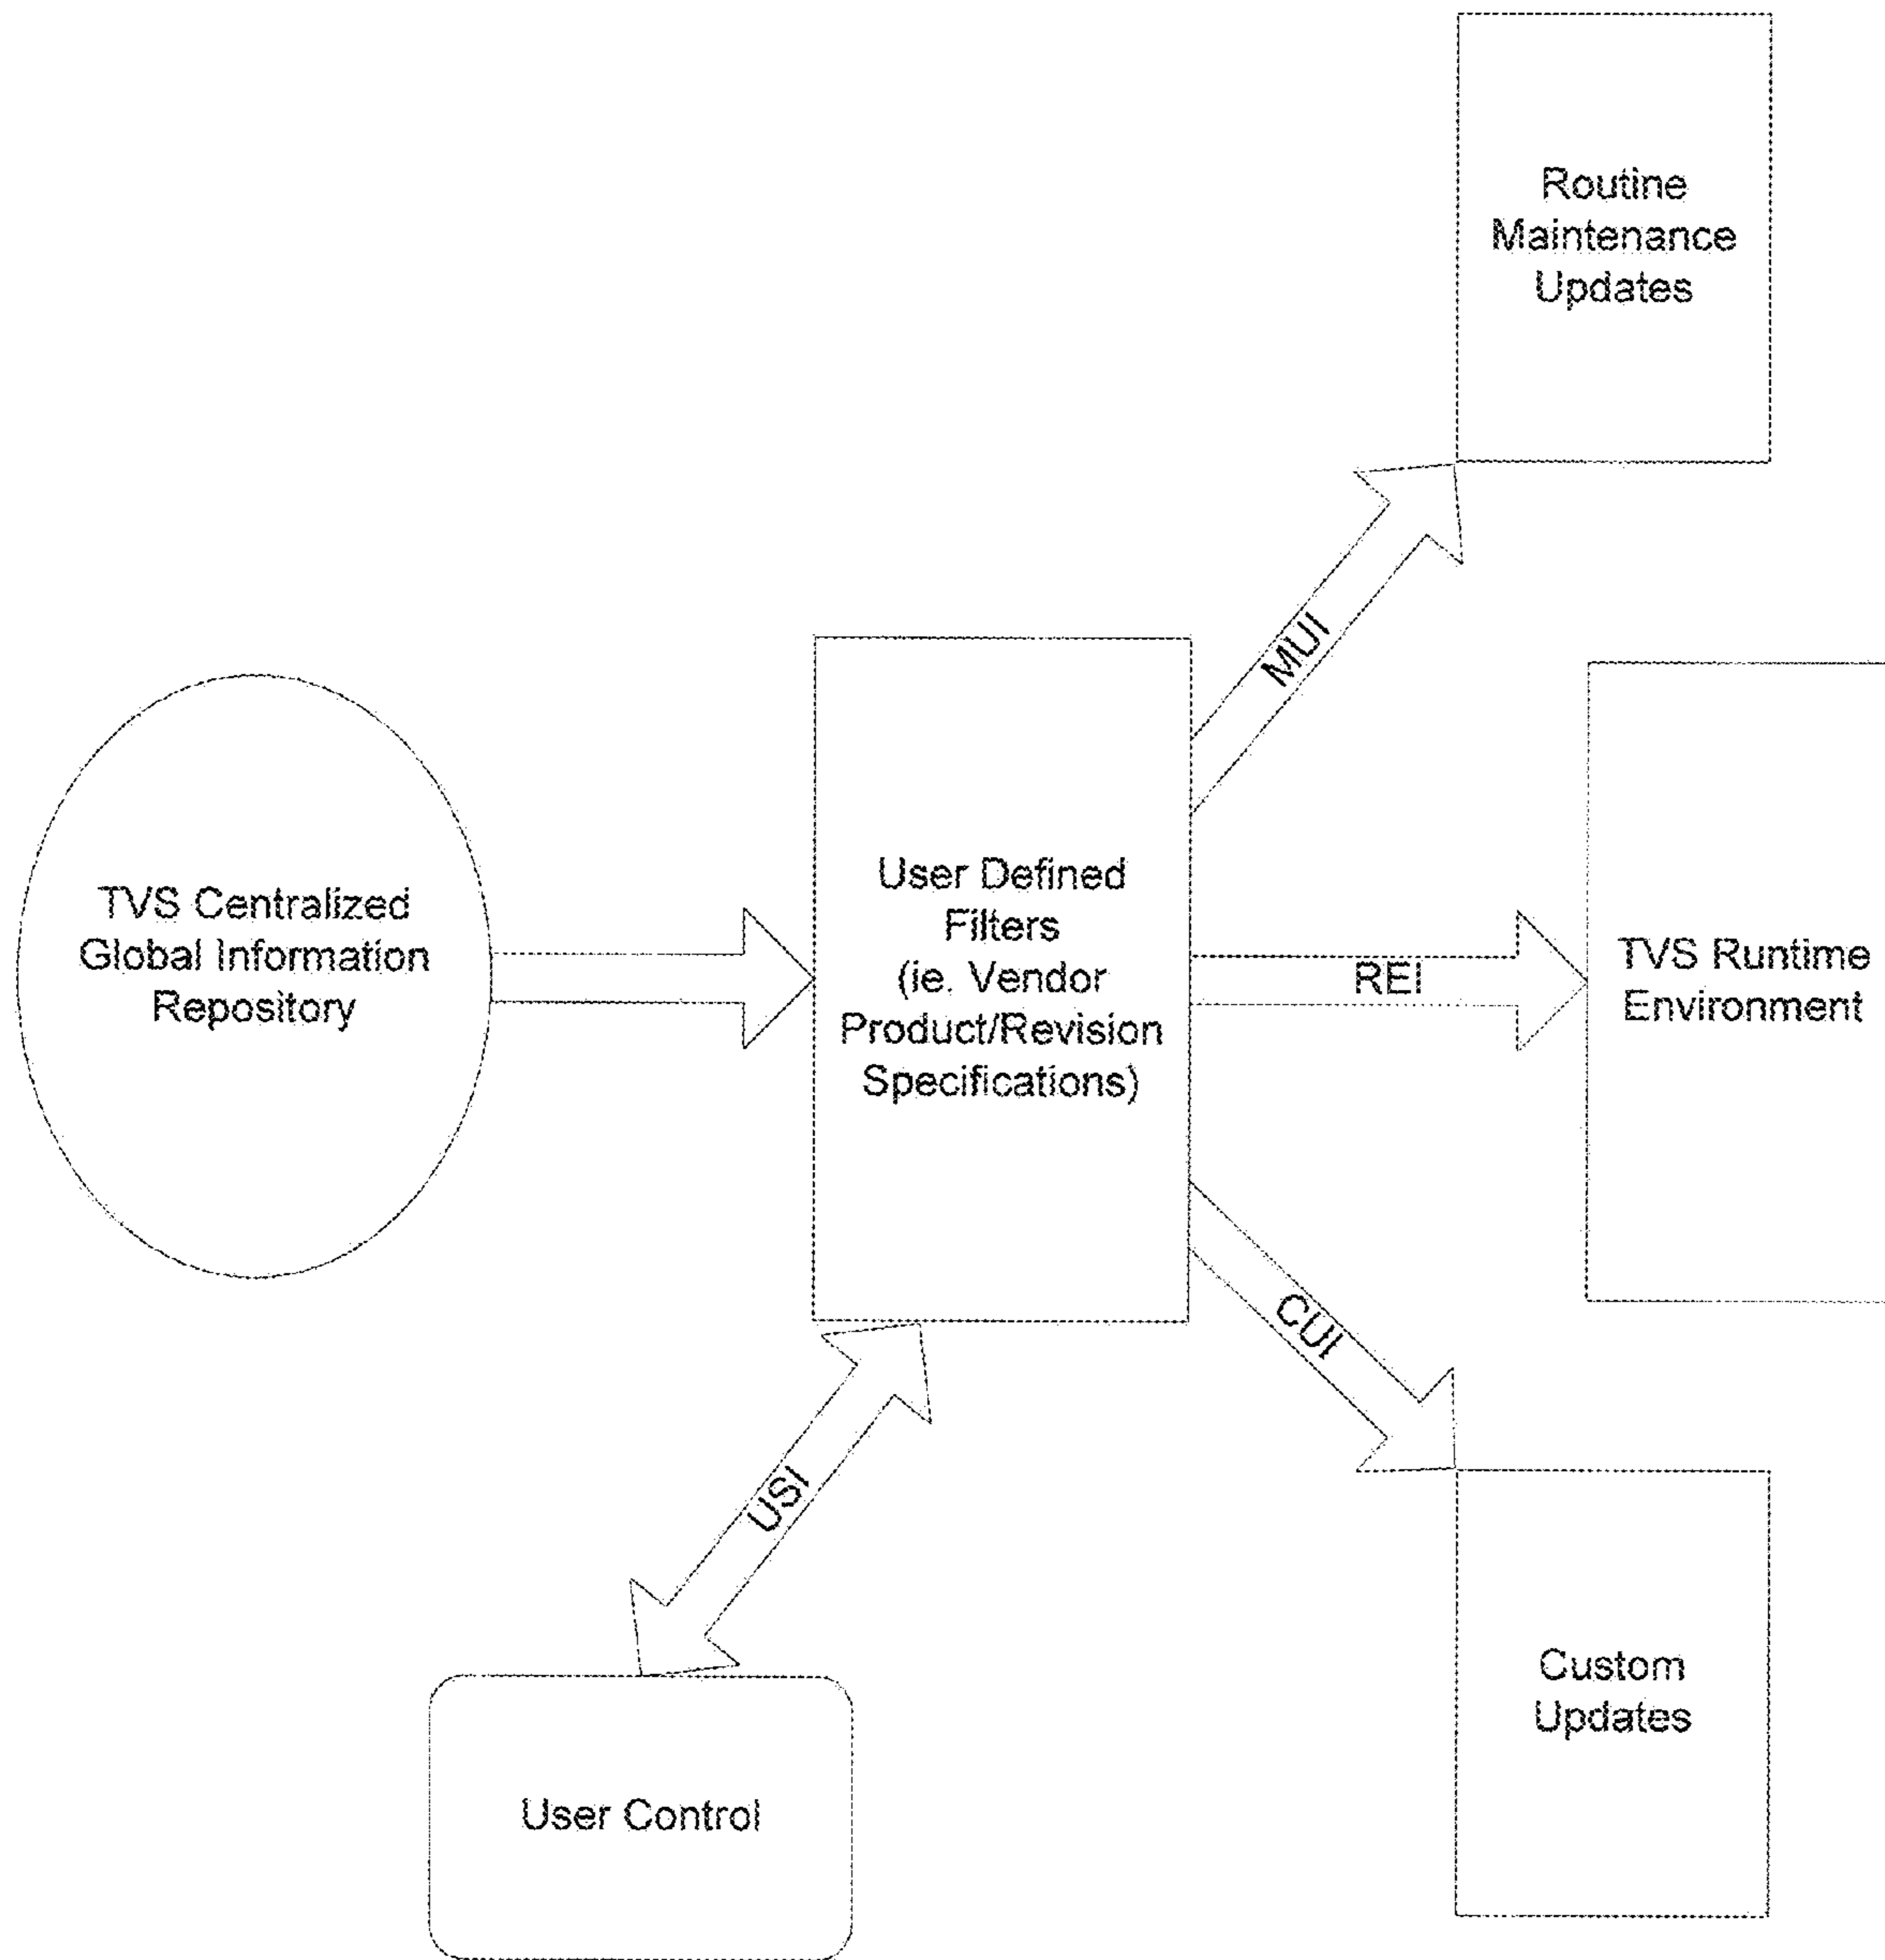 Routine
Maintenance
Updates
MUI
TVS Centralized
Global Information
Repository
User Defined
Filters
(ie. Vendor
Product/Revision
Specifications)
REI
TVS Runtime
Environment
CUI
USI
User Control
Custom
Updates